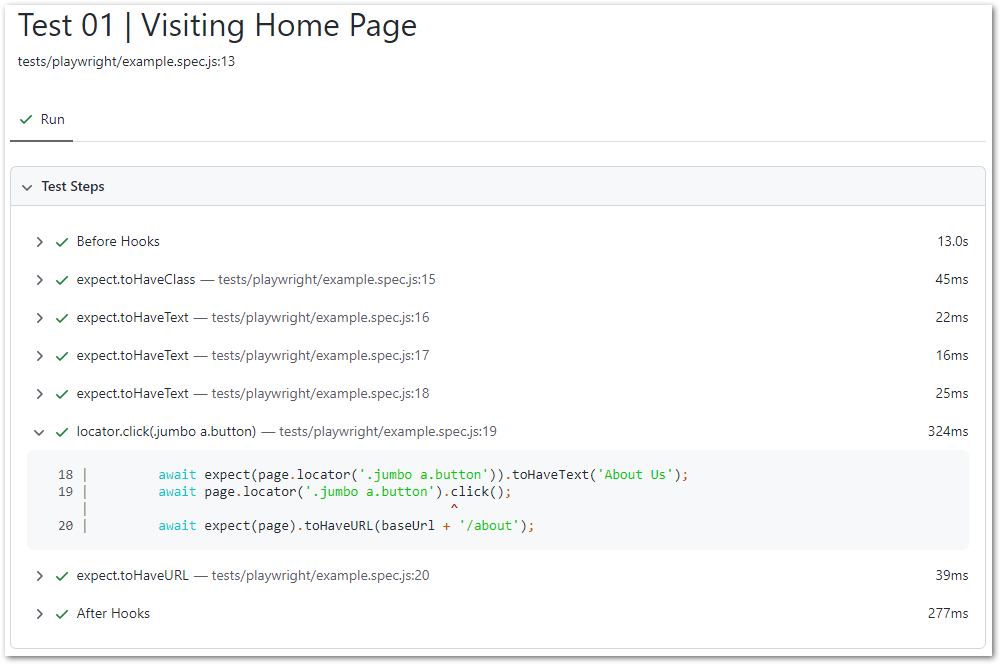 Test 01 | Visiting Home Page
tests/playwright/example.spec.js:13
Run
Test Steps
Before Hooks 13.0s
expect.toHaveClass — tests/playwright/example.spec.js:15 45ms
expect.toHaveText — tests/playwright/example.spec.js:16 22ms
expect.toHaveText — tests/playwright/example.spec.js:17 16ms
expect.toHaveText — tests/playwright/example.spec.js:18 25ms
locator.click(.jumbo a.button) — tests/playwright/example.spec.js:19 324ms
18 | await expect(page.locator('.jumbo a.button')).toHaveText('About Us');
19 | await page.locator('.jumbo a.button').click();
| ^
20 | await expect(page).toHaveURL(baseUrl + '/about');
expect.toHaveURL — tests/playwright/example.spec.js:20 39ms
After Hooks 277ms